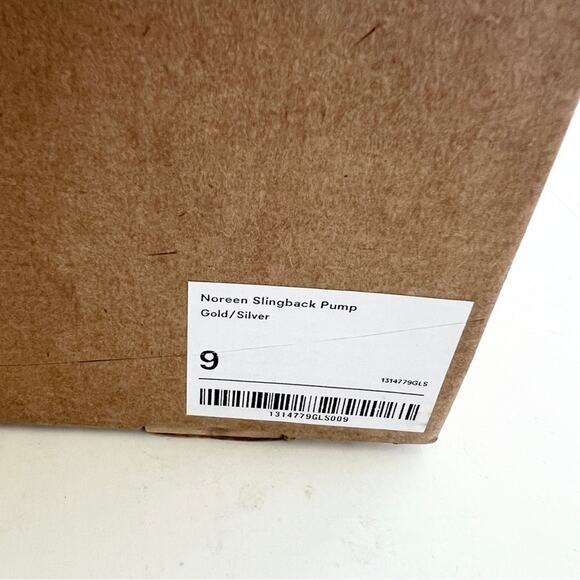 Noreen Slingback Pump
Gold/Silver
9
1314779GLS
1314779GLS009